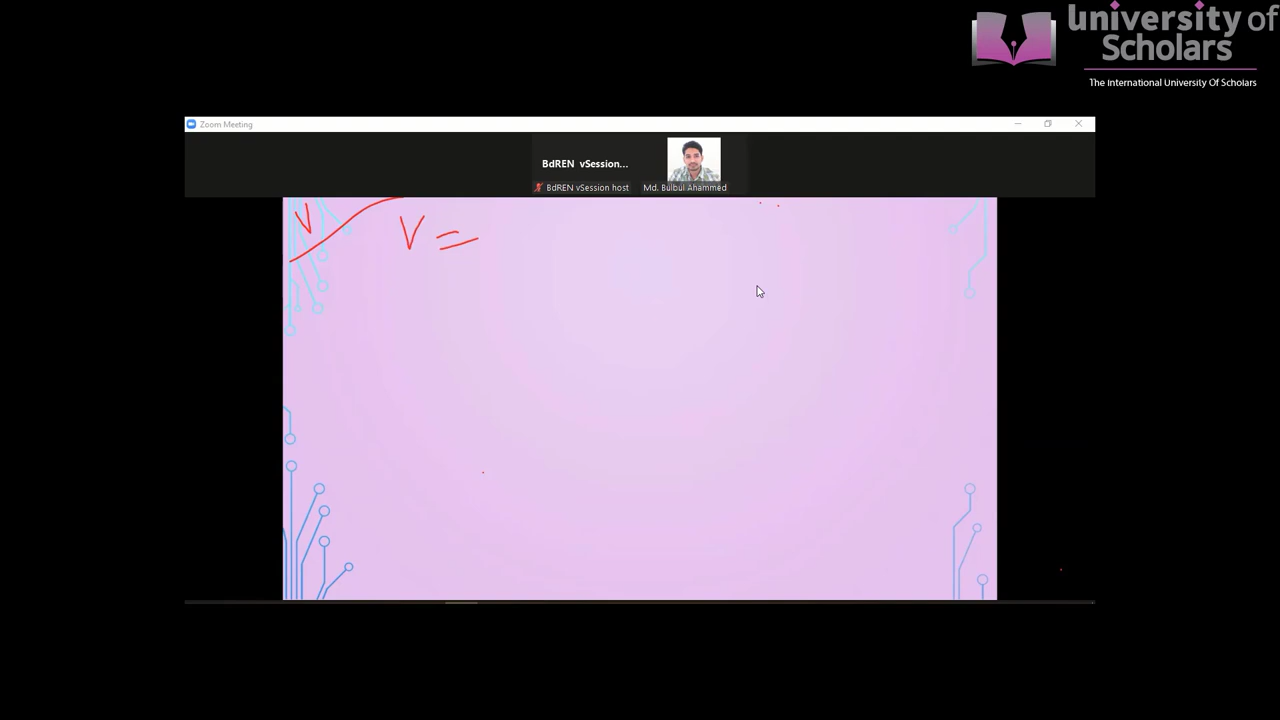 University of
Scholars
The International University Of Scholars
Zoom Meeting
BdREN vSession...
BdREN vSession host
Md. Bulbul Ahammed
V
V =